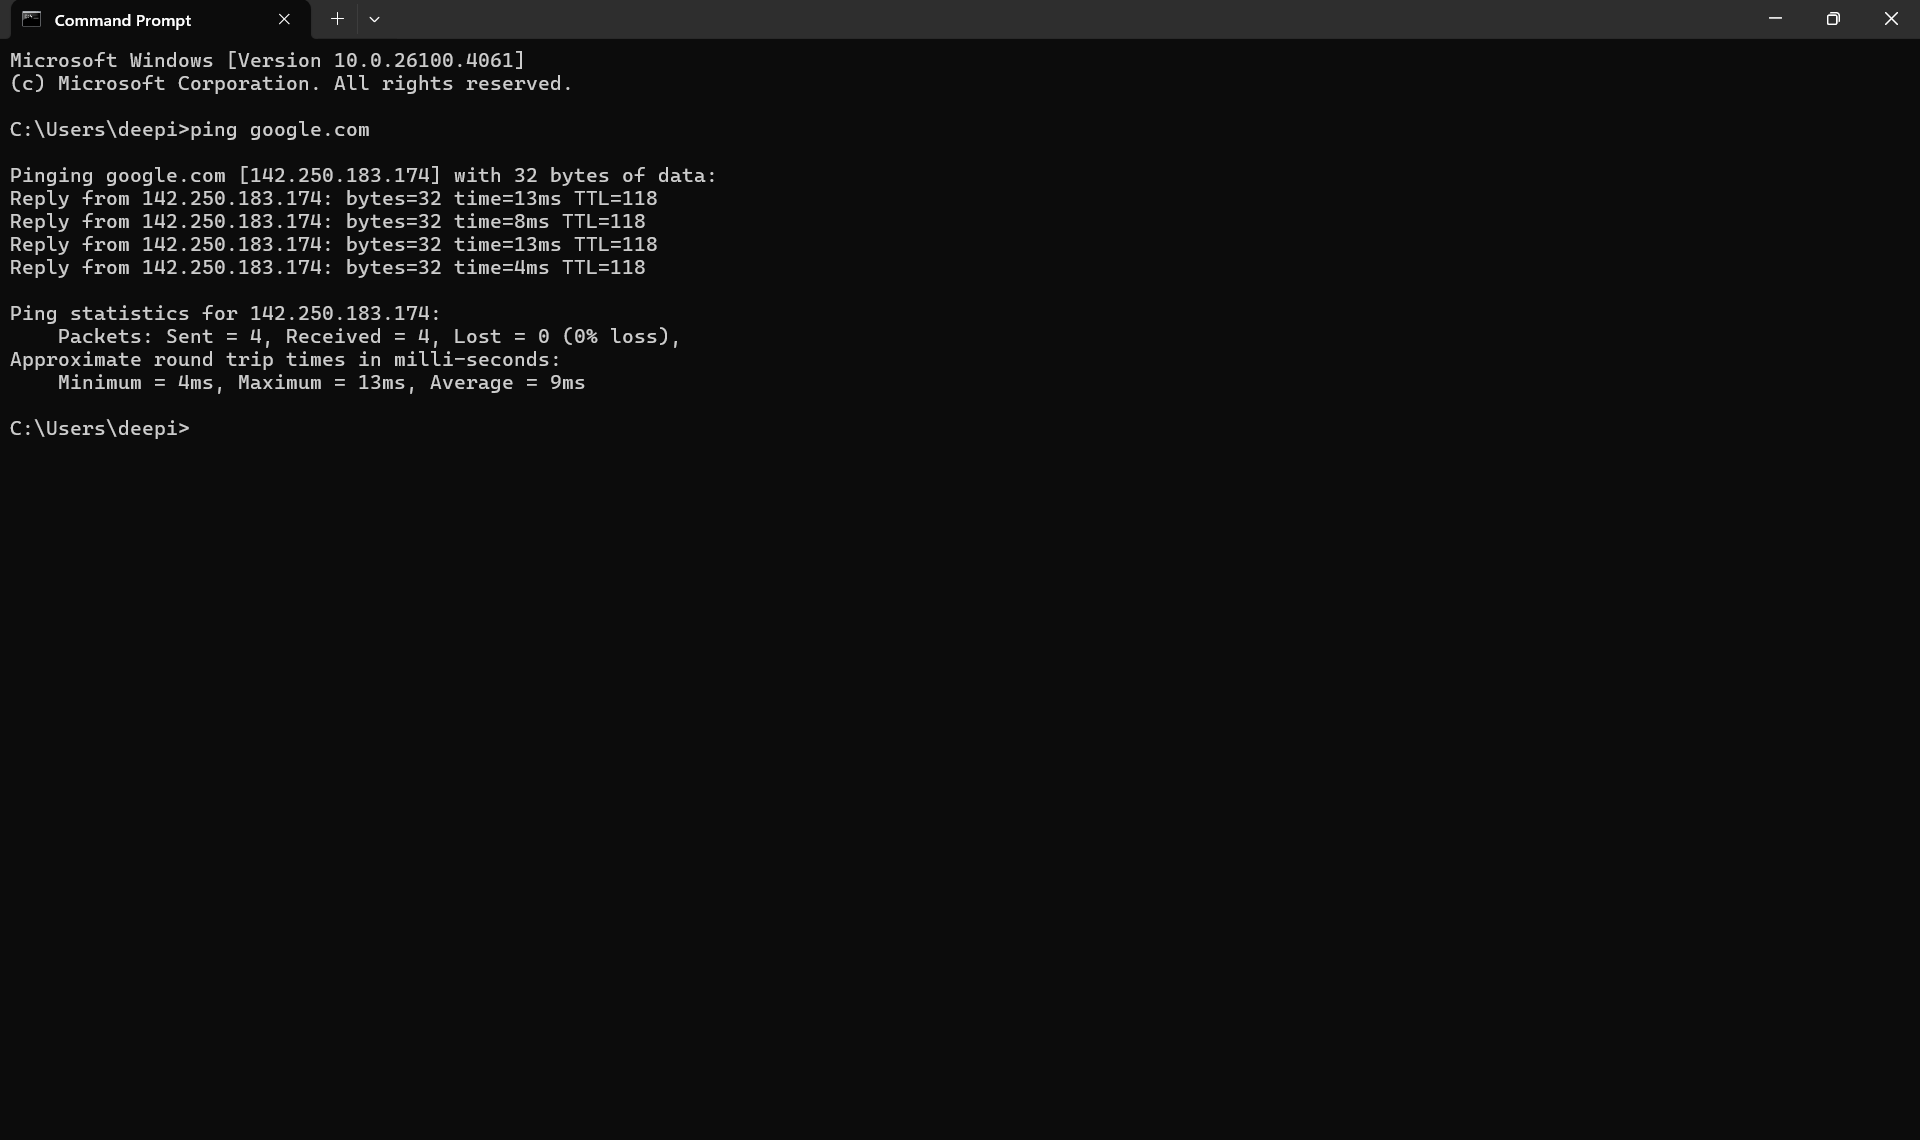 Command Prompt
Microsoft Windows [Version 10.0.26100.4061]
(c) Microsoft Corporation. All rights reserved.
C:\Users\deepi>ping google.com
Pinging google.com [142.250.183.174] with 32 bytes of data:
Reply from 142.250.183.174: bytes=32 time=13ms TTL=118
Reply from 142.250.183.174: bytes=32 time=8ms TTL=118
Reply from 142.250.183.174: bytes=32 time=13ms TTL=118
Reply from 142.250.183.174: bytes=32 time=4ms TTL=118
Ping statistics for 142.250.183.174:
    Packets: Sent = 4, Received = 4, Lost = 0 (0% loss),
Approximate round trip times in milli-seconds:
    Minimum = 4ms, Maximum = 13ms, Average = 9ms
C:\Users\deepi>